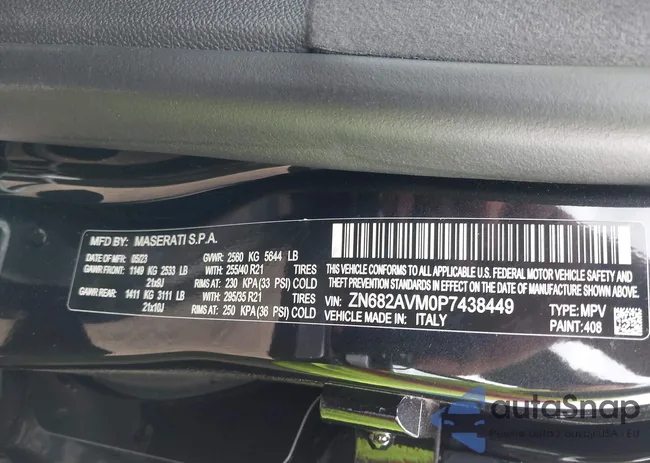 MFD BY: MASERATI S.P.A.
DATE OF MFD: 05/23 GVWR: 2560 KG 5644 LB
GAWR FRONT: 1149 KG 2533 LB WITH: 255/40 R21 TIRES
21x9J RIMS AT: 230 KPA (33 PSI) COLD
GAWR REAR: 1411 KG 3111 LB WITH: 295/35 R21 TIRES
21x10J RIMS AT: 250 KPA (36 PSI) COLD
THIS VEHICLE CONFORMS TO ALL APPLICABLE U.S. FEDERAL MOTOR VEHICLE SAFETY AND
THEFT PREVENTION STANDARDS IN EFFECT ON THE DATE OF MANUFACTURE SHOWN ABOVE.
VIN: ZN682AVM0P7438449 TYPE: MPV
VEHICLE MADE IN: ITALY PAINT: 408
autoSnap